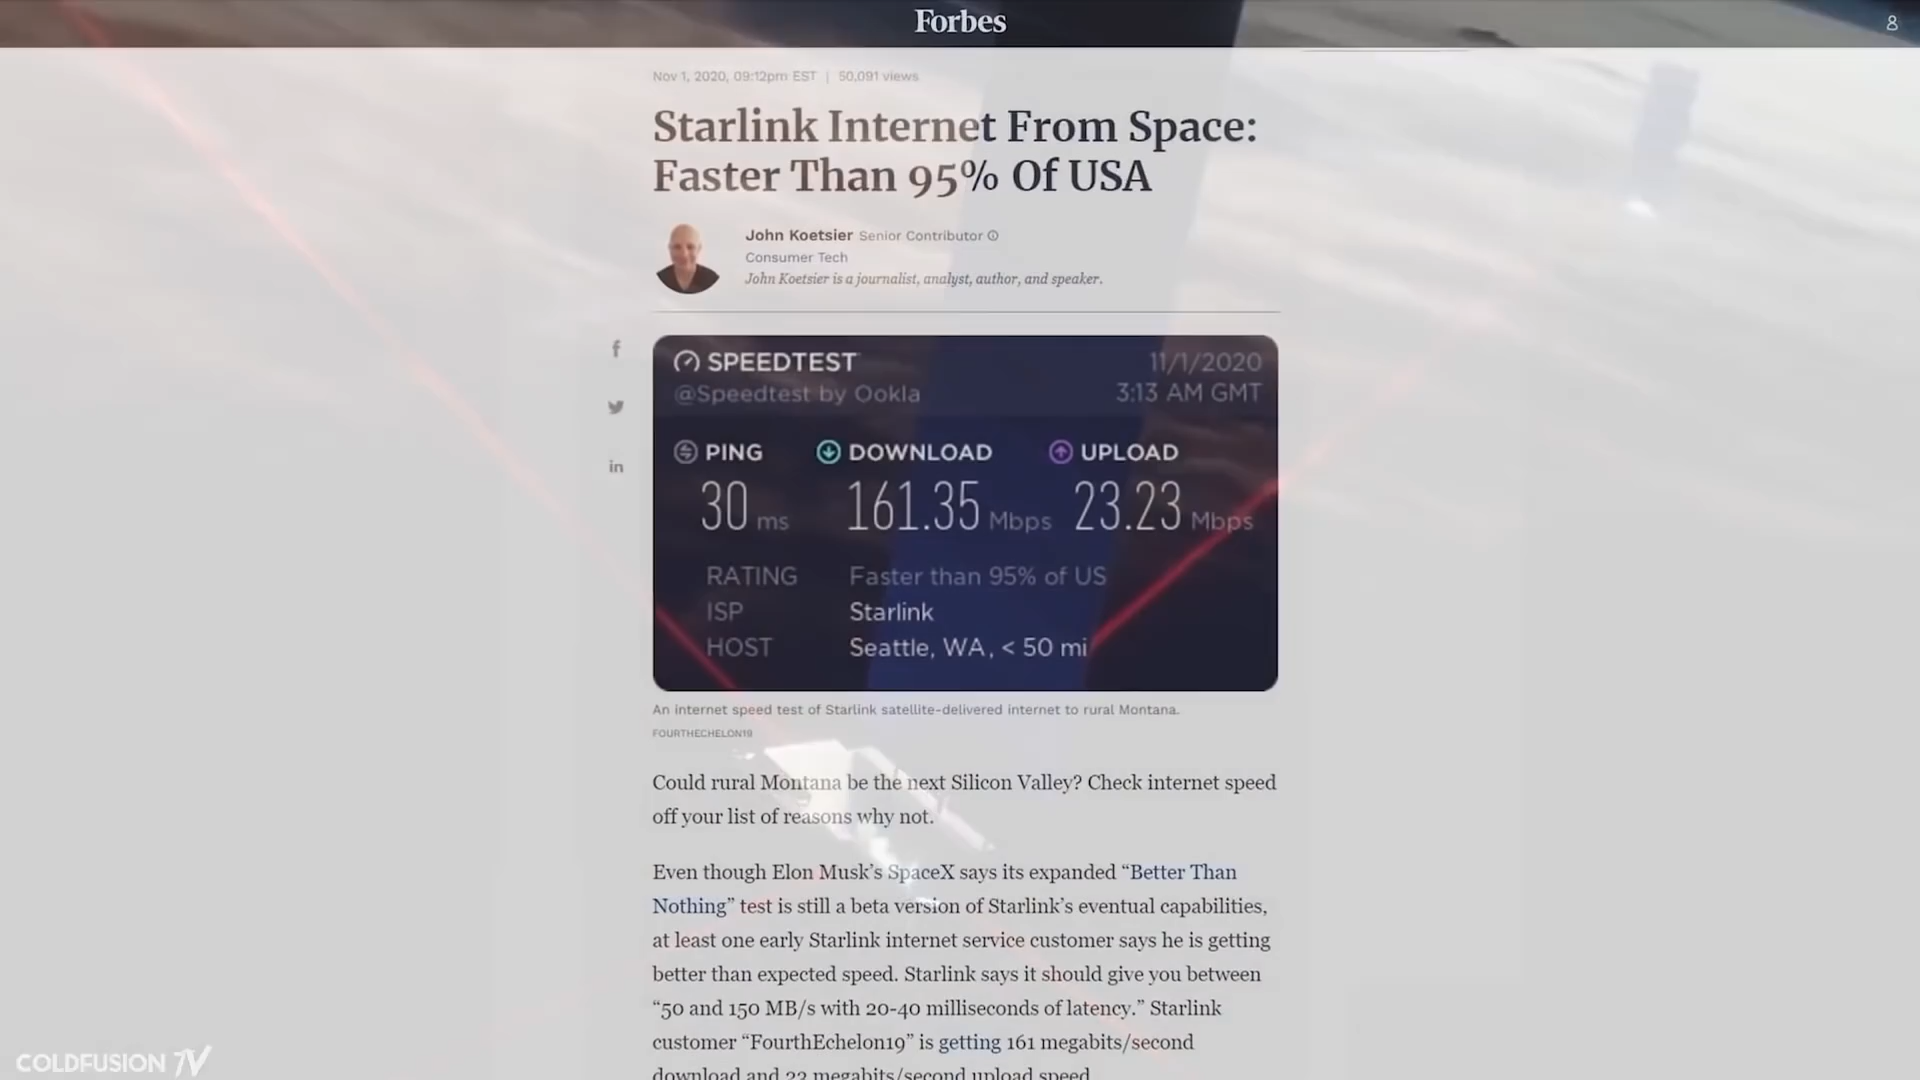 Forbes
8
Nov 1, 2020, 09:12pm EST | 50,091 views
Starlink Internet From Space:
Faster Than 95% Of USA
John Koetsier Senior Contributor
Consumer Tech
John Koetsier is a journalist, analyst, author, and speaker.
f
in
SPEEDTEST
11/1/2020
@Speedtest by Ookla
3:13 AM GMT
PING DOWNLOAD UPLOAD
30 ms 161.35 Mbps 23.23 Mbps
RATING Faster than 95% of US
ISP Starlink
HOST Seattle, WA, < 50 mi
An internet speed test of Starlink satellite-delivered internet to rural Montana.
FOURTHECHELON19
Could rural Montana be the next Silicon Valley? Check internet speed
off your list of reasons why not.
Even though Elon Musk’s SpaceX says its expanded “Better Than
Nothing” test is still a beta version of Starlink’s eventual capabilities,
at least one early Starlink internet service customer says he is getting
better than expected speed. Starlink says it should give you between
“50 and 150 MB/s with 20-40 milliseconds of latency.” Starlink
customer “FourthEchelon19” is getting 161 megabits/second
download and 23 megabits/second upload speed.
COLDFUSION TV